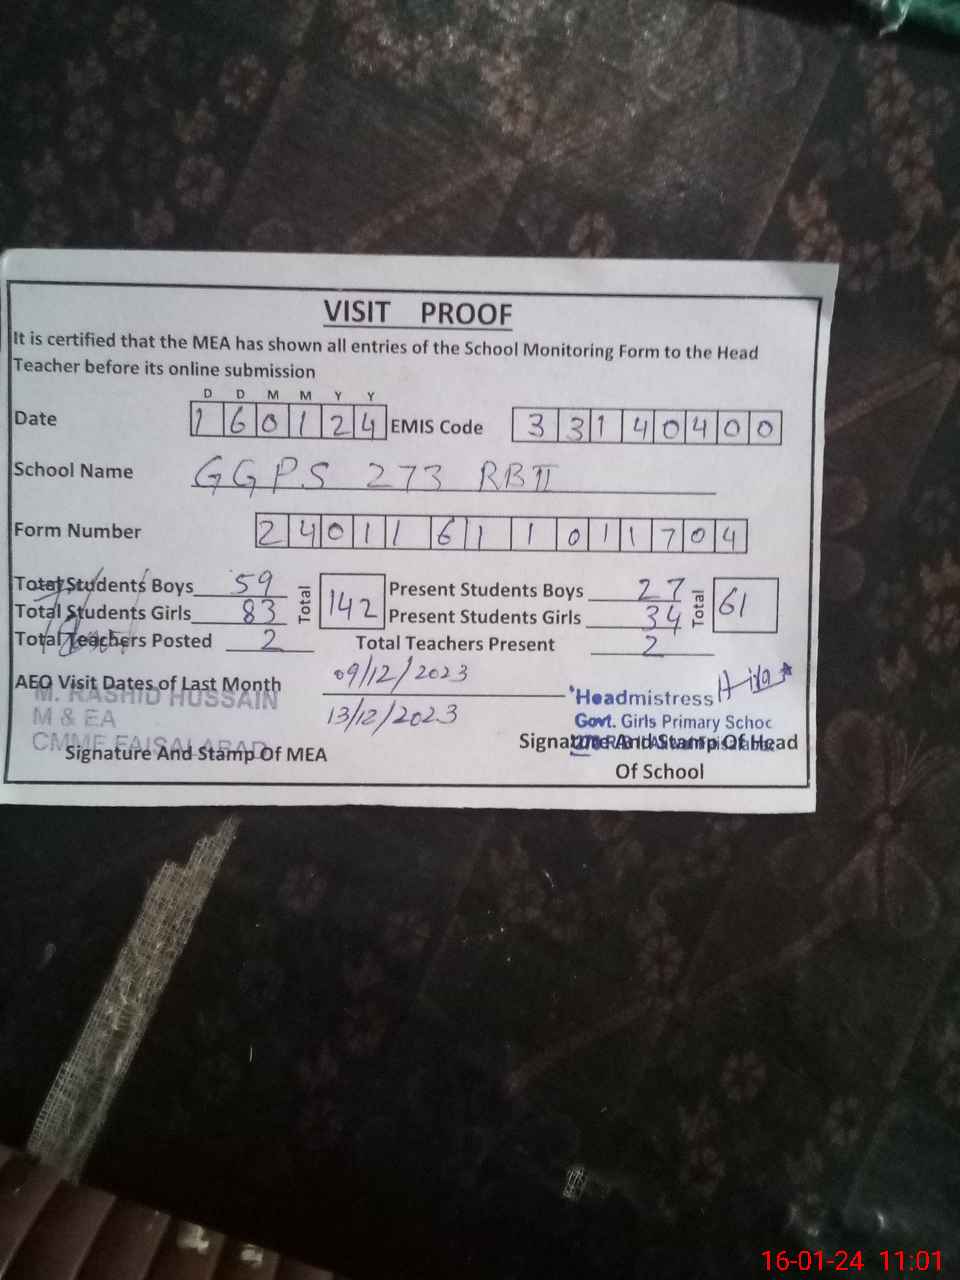 VISIT PROOF
It is certified that the MEA has shown all entries of the School Monitoring Form to the Head
Teacher before its online submission
D D M M Y Y
Date 1 6 0 1 2 4 EMIS Code 3 3 1 4 0 4 0 0
School Name GGPS 273 RB II
Form Number 2 4 0 1 1 6 1 1 0 1 1 7 0 4
Total Students Boys 59 Total 142 Present Students Boys 27 Total 61
Total Students Girls 83 Present Students Girls 34
Total Teachers Posted 2 Total Teachers Present 2
AEO Visit Dates of Last Month 09/12/2023
13/12/2023
M. RASHID HUSSAIN
M & EA
CMMF FAISALABAD
Signature And Stamp Of MEA
Headmistress
Govt. Girls Primary Schoc
Signature And Stamp Of Head
Of School
16-01-24 11:01